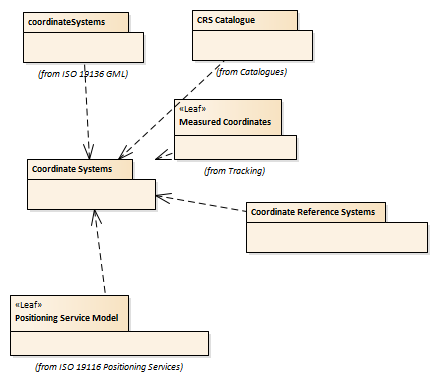 coordinateSystems
(from ISO 19136 GML)
CRS Catalogue
(from Catalogues)
«Leaf»
Measured Coordinates
(from Tracking)
Coordinate Systems
Coordinate Reference Systems
«Leaf»
Positioning Service Model
(from ISO 19116 Positioning Services)